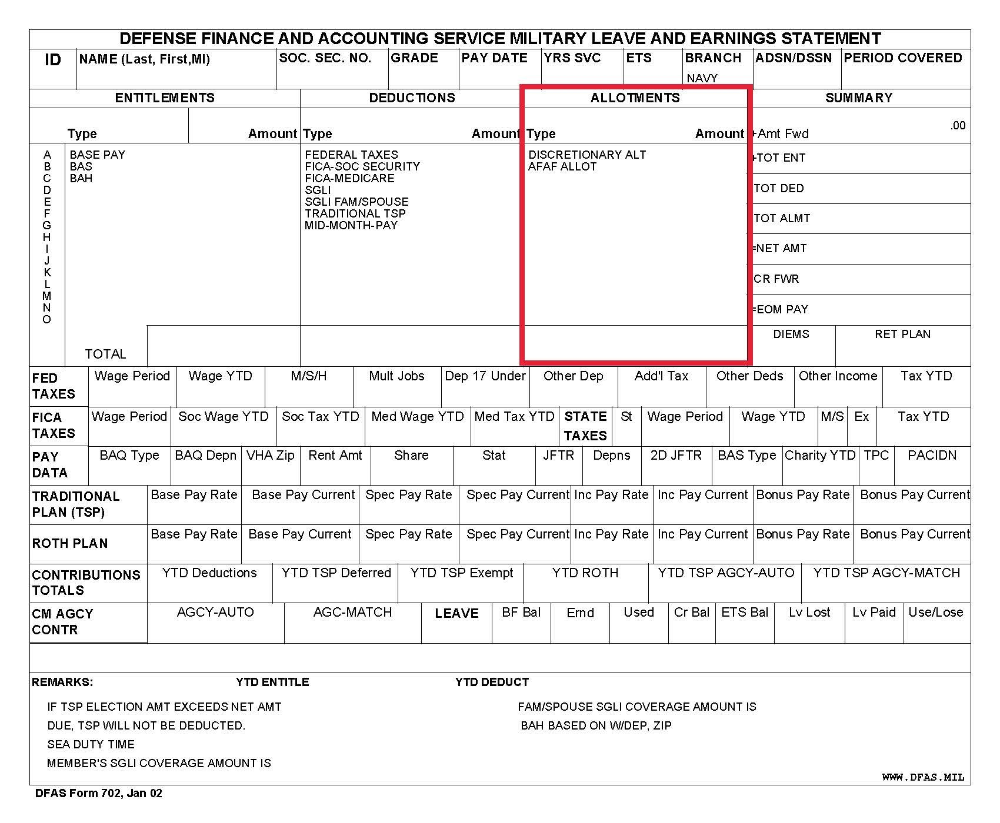 DEFENSE FINANCE AND ACCOUNTING SERVICE MILITARY LEAVE AND EARNINGS STATEMENT
ID NAME (Last, First,MI) SOC. SEC. NO. GRADE PAY DATE YRS SVC ETS BRANCH ADSN/DSSN PERIOD COVERED
NAVY
ENTITLEMENTS DEDUCTIONS ALLOTMENTS SUMMARY
Type Amount Type Amount Type Amount +Amt Fwd .00
A BASE PAY FEDERAL TAXES DISCRETIONARY ALT +TOT ENT
B BAS FICA-SOC SECURITY AFAF ALLOT
C BAH FICA-MEDICARE
D SGLI TOT DED
E SGLI FAM/SPOUSE
F TRADITIONAL TSP TOT ALMT
G MID-MONTH-PAY
H
I =NET AMT
J
K
L CR FWR
M
N =EOM PAY
O
DIEMS RET PLAN
TOTAL
FED TAXES Wage Period Wage YTD M/S/H Mult Jobs Dep 17 Under Other Dep Add'l Tax Other Deds Other Income Tax YTD
FICA TAXES Wage Period Soc Wage YTD Soc Tax YTD Med Wage YTD Med Tax YTD STATE TAXES St Wage Period Wage YTD M/S Ex Tax YTD
PAY DATA BAQ Type BAQ Depn VHA Zip Rent Amt Share Stat JFTR Depns 2D JFTR BAS Type Charity YTD TPC PACIDN
TRADITIONAL PLAN (TSP) Base Pay Rate Base Pay Current Spec Pay Rate Spec Pay Current Inc Pay Rate Inc Pay Current Bonus Pay Rate Bonus Pay Current
ROTH PLAN Base Pay Rate Base Pay Current Spec Pay Rate Spec Pay Current Inc Pay Rate Inc Pay Current Bonus Pay Rate Bonus Pay Current
CONTRIBUTIONS TOTALS YTD Deductions YTD TSP Deferred YTD TSP Exempt YTD ROTH YTD TSP AGCY-AUTO YTD TSP AGCY-MATCH
CM AGCY CONTR AGCY-AUTO AGC-MATCH LEAVE BF Bal Ernd Used Cr Bal ETS Bal Lv Lost Lv Paid Use/Lose
REMARKS: YTD ENTITLE YTD DEDUCT
IF TSP ELECTION AMT EXCEEDS NET AMT FAM/SPOUSE SGLI COVERAGE AMOUNT IS
DUE, TSP WILL NOT BE DEDUCTED. BAH BASED ON W/DEP, ZIP
SEA DUTY TIME
MEMBER'S SGLI COVERAGE AMOUNT IS
WWW.DFAS.MIL
DFAS Form 702, Jan 02